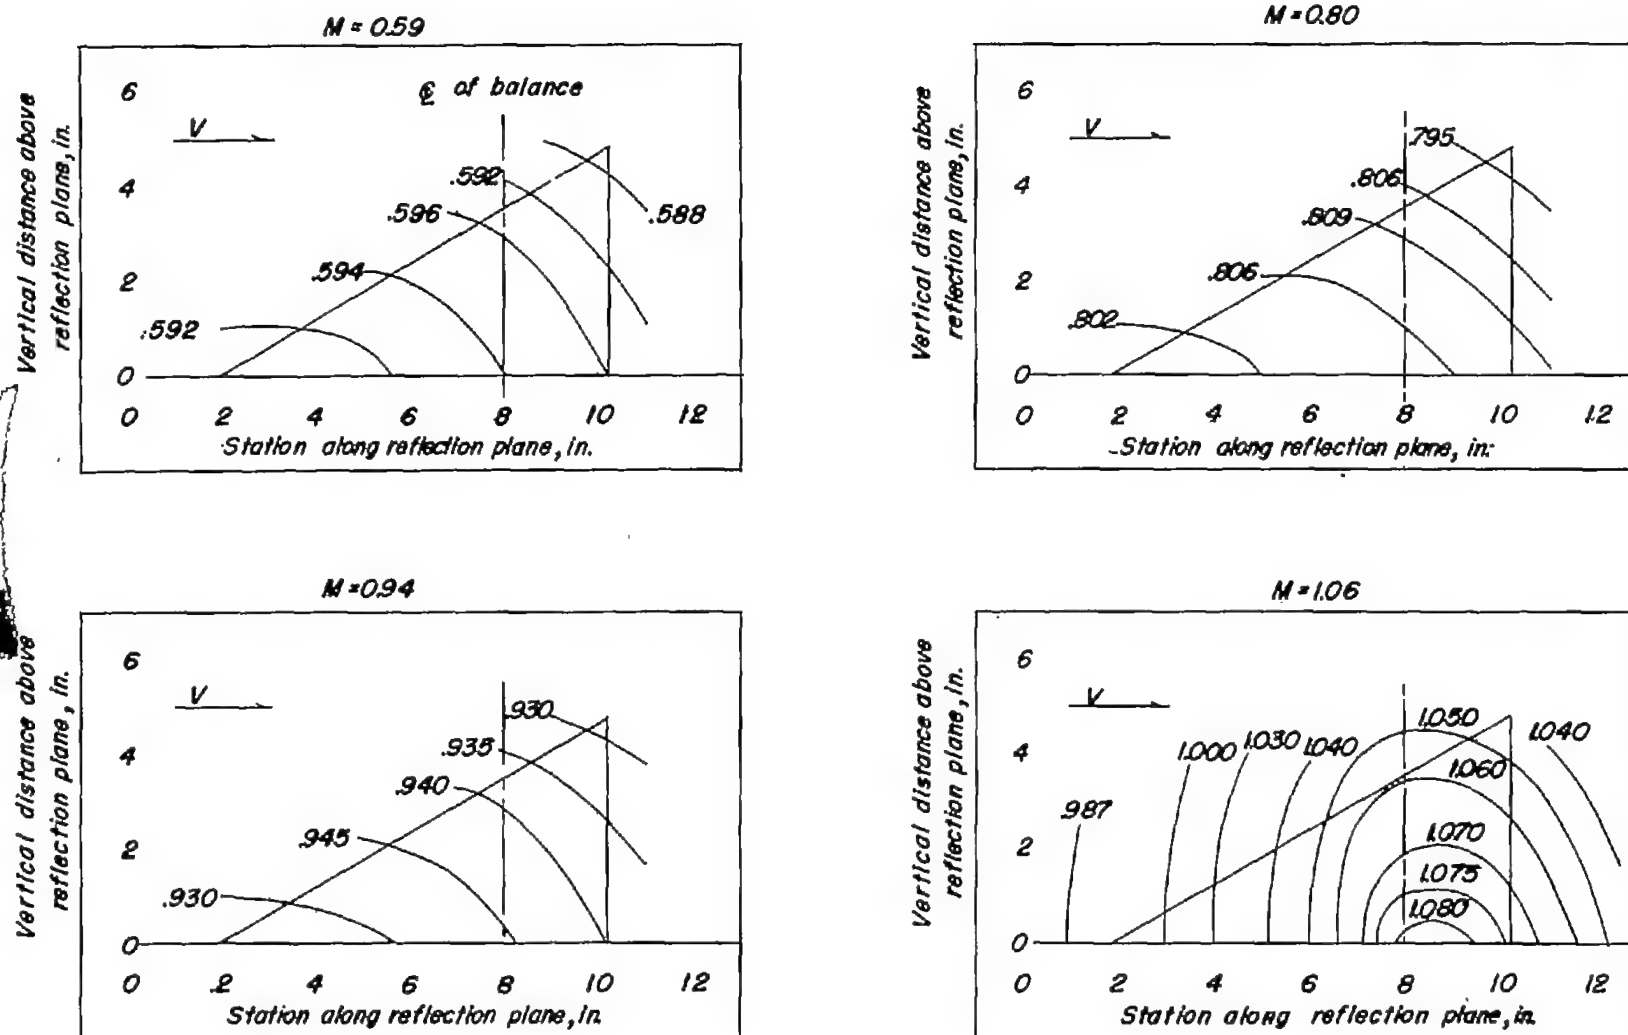 M = 0.59
Vertical distance above
reflection plane, in.
6
4
2
0
℄ of balance
V
.592
.594
.596
.592
.588
0 2 4 6 8 10 12
Station along reflection plane, in.
M = 0.80
Vertical distance above
reflection plane, in.
6
4
2
0
V
.802
.806
.809
.806
.795
0 2 4 6 8 10 12
Station along reflection plane, in.
M = 0.94
Vertical distance above
reflection plane, in.
6
4
2
0
V
.930
.945
.940
.935
.930
0 2 4 6 8 10 12
Station along reflection plane, in.
M = 1.06
Vertical distance above
reflection plane, in.
6
4
2
0
V
.987
1.000
1.030
1.040
1.050
1.060
1.070
1.075
1.080
1.040
0 2 4 6 8 10 12
Station along reflection plane, in.